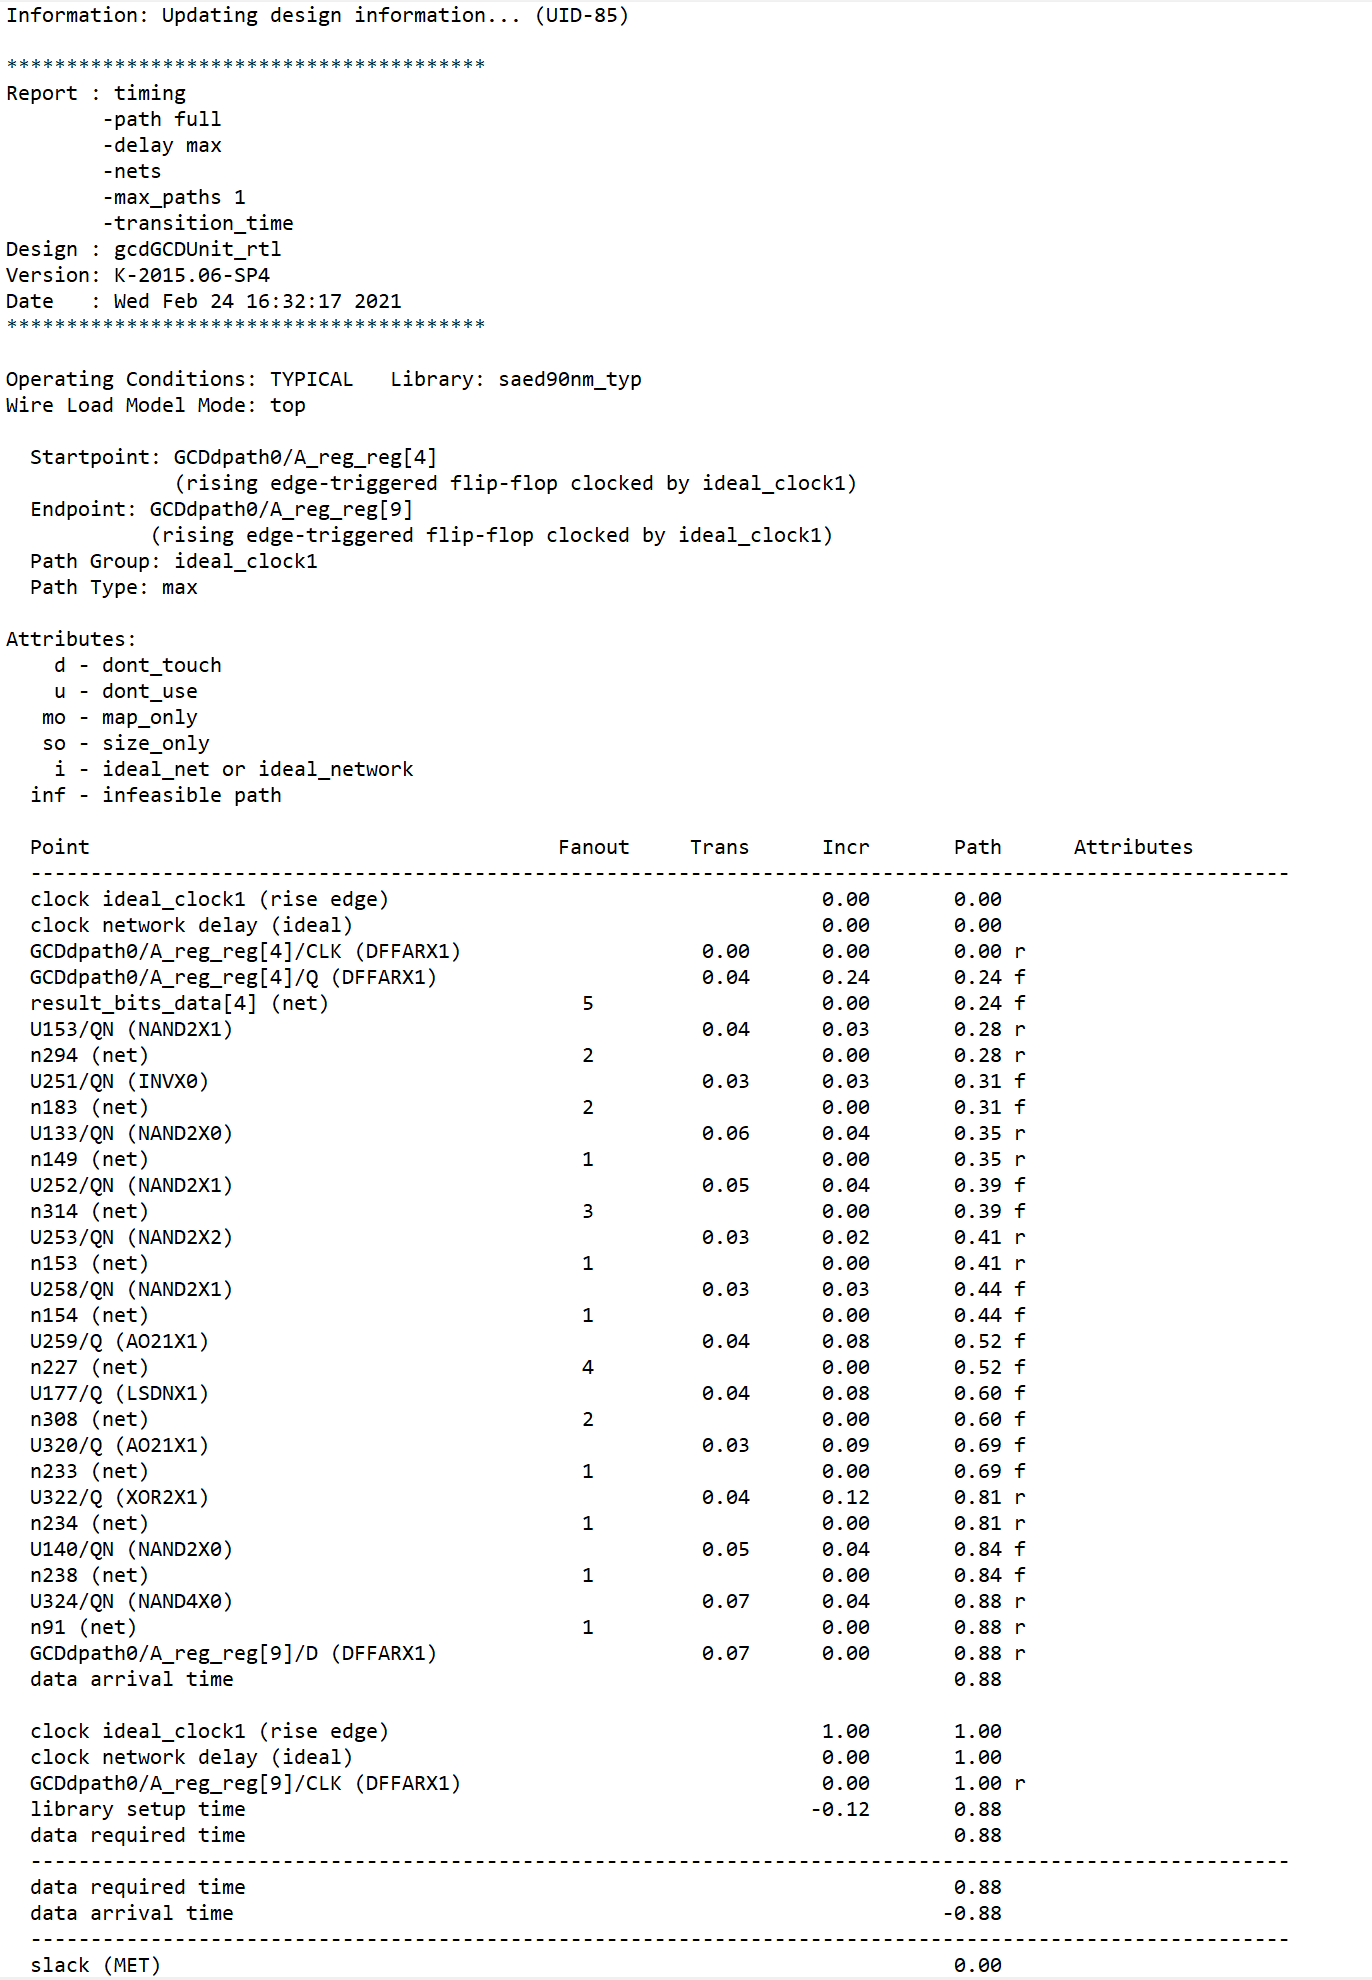 Information: Updating design information... (UID-85)

****************************************
Report : timing
        -path full
        -delay max
        -nets
        -max_paths 1
        -transition_time
Design : gcdGCDUnit_rtl
Version: K-2015.06-SP4
Date   : Wed Feb 24 16:32:17 2021
****************************************

Operating Conditions: TYPICAL   Library: saed90nm_typ
Wire Load Model Mode: top

  Startpoint: GCDdpath0/A_reg_reg[4]
              (rising edge-triggered flip-flop clocked by ideal_clock1)
  Endpoint: GCDdpath0/A_reg_reg[9]
            (rising edge-triggered flip-flop clocked by ideal_clock1)
  Path Group: ideal_clock1
  Path Type: max

Attributes:
    d - dont_touch
    u - dont_use
   mo - map_only
   so - size_only
    i - ideal_net or ideal_network
  inf - infeasible path

  Point                                       Fanout     Trans      Incr       Path      Attributes
  ---------------------------------------------------------------------------------------------------------
  clock ideal_clock1 (rise edge)                                    0.00       0.00
  clock network delay (ideal)                                       0.00       0.00
  GCDdpath0/A_reg_reg[4]/CLK (DFFARX1)                    0.00      0.00       0.00 r
  GCDdpath0/A_reg_reg[4]/Q (DFFARX1)                      0.04      0.24       0.24 f
  result_bits_data[4] (net)                     5                   0.00       0.24 f
  U153/QN (NAND2X1)                                       0.04      0.03       0.28 r
  n294 (net)                                    2                   0.00       0.28 r
  U251/QN (INVX0)                                         0.03      0.03       0.31 f
  n183 (net)                                    2                   0.00       0.31 f
  U133/QN (NAND2X0)                                       0.06      0.04       0.35 r
  n149 (net)                                    1                   0.00       0.35 r
  U252/QN (NAND2X1)                                       0.05      0.04       0.39 f
  n314 (net)                                    3                   0.00       0.39 f
  U253/QN (NAND2X2)                                       0.03      0.02       0.41 r
  n153 (net)                                    1                   0.00       0.41 r
  U258/QN (NAND2X1)                                       0.03      0.03       0.44 f
  n154 (net)                                    1                   0.00       0.44 f
  U259/Q (AO21X1)                                         0.04      0.08       0.52 f
  n227 (net)                                    4                   0.00       0.52 f
  U177/Q (LSDNX1)                                         0.04      0.08       0.60 f
  n308 (net)                                    2                   0.00       0.60 f
  U320/Q (AO21X1)                                         0.03      0.09       0.69 f
  n233 (net)                                    1                   0.00       0.69 f
  U322/Q (XOR2X1)                                         0.04      0.12       0.81 r
  n234 (net)                                    1                   0.00       0.81 r
  U140/QN (NAND2X0)                                       0.05      0.04       0.84 f
  n238 (net)                                    1                   0.00       0.84 f
  U324/QN (NAND4X0)                                       0.07      0.04       0.88 r
  n91 (net)                                     1                   0.00       0.88 r
  GCDdpath0/A_reg_reg[9]/D (DFFARX1)                      0.07      0.00       0.88 r
  data arrival time                                                            0.88

  clock ideal_clock1 (rise edge)                                    1.00       1.00
  clock network delay (ideal)                                       0.00       1.00
  GCDdpath0/A_reg_reg[9]/CLK (DFFARX1)                              0.00       1.00 r
  library setup time                                               -0.12       0.88
  data required time                                                           0.88
  ---------------------------------------------------------------------------------------------------------
  data required time                                                           0.88
  data arrival time                                                           -0.88
  ---------------------------------------------------------------------------------------------------------
  slack (MET)                                                                  0.00